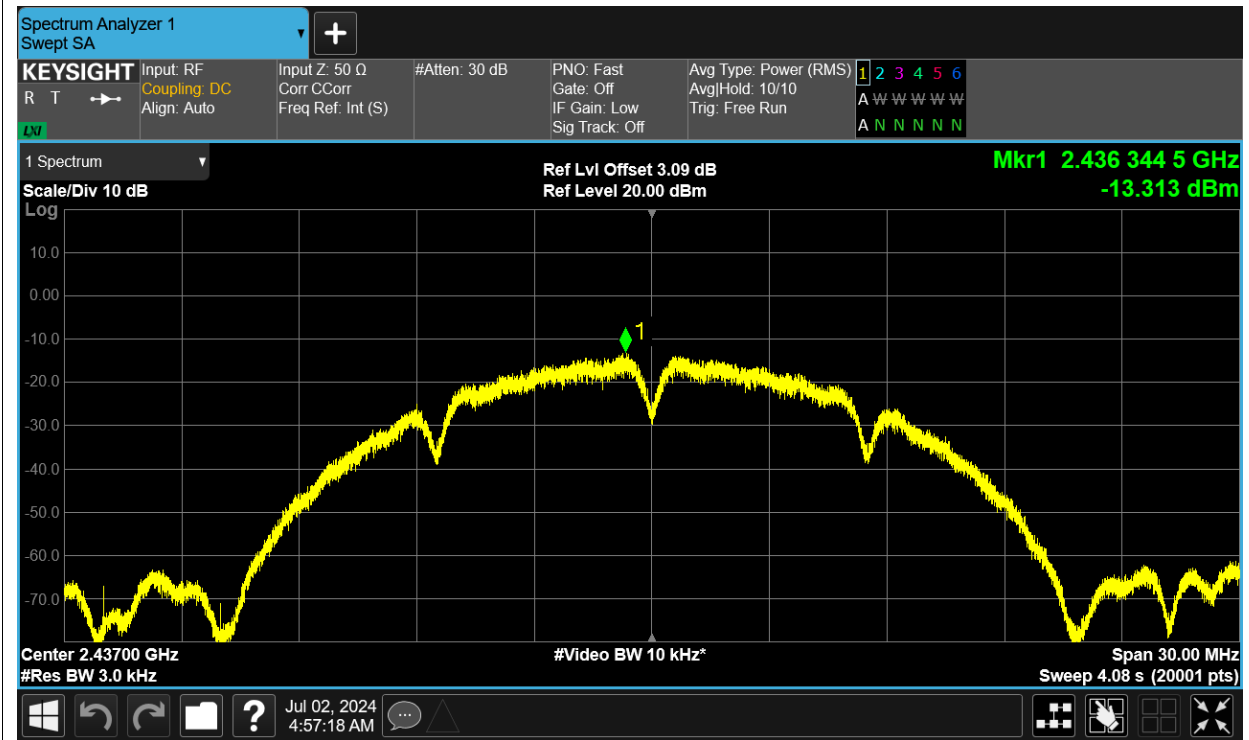 Spectrum Analyzer 1
Swept SA
+
KEYSIGHT
R T
LXI
Input: RF
Coupling: DC
Align: Auto
Input Z: 50 Ω
Corr CCorr
Freq Ref: Int (S)
#Atten: 30 dB
PNO: Fast
Gate: Off
IF Gain: Low
Sig Track: Off
Avg Type: Power (RMS)
Avg|Hold: 10/10
Trig: Free Run
1 2 3 4 5 6
A W W W W W
A N N N N N
1 Spectrum
Scale/Div 10 dB
Log
Ref Lvl Offset 3.09 dB
Ref Level 20.00 dBm
Mkr1 2.436 344 5 GHz
-13.313 dBm
10.0
0.00
-10.0
-20.0
-30.0
-40.0
-50.0
-60.0
-70.0
1
Center 2.43700 GHz
#Res BW 3.0 kHz
#Video BW 10 kHz*
Span 30.00 MHz
Sweep 4.08 s (20001 pts)
?
Jul 02, 2024
4:57:18 AM